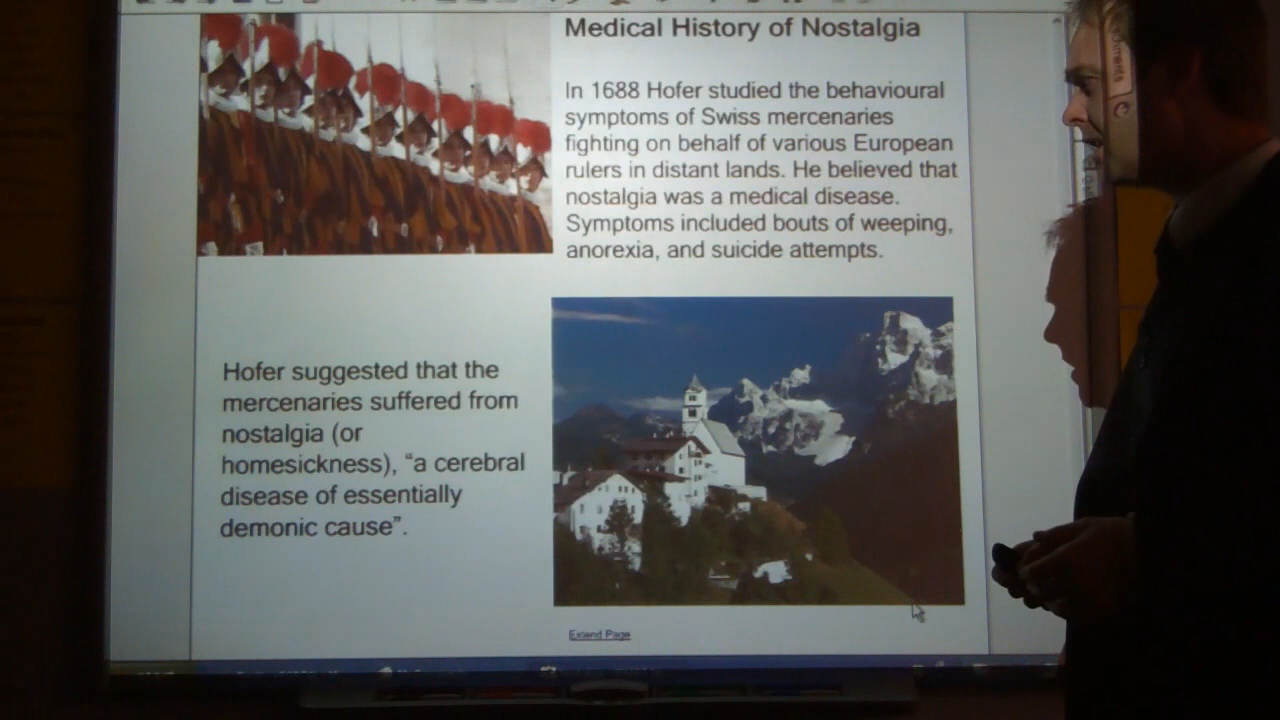 Medical History of Nostalgia
In 1688 Hofer studied the behavioural
symptoms of Swiss mercenaries
fighting on behalf of various European
rulers in distant lands. He believed that
nostalgia was a medical disease.
Symptoms included bouts of weeping,
anorexia, and suicide attempts.
Hofer suggested that the
mercenaries suffered from
nostalgia (or
homesickness), “a cerebral
disease of essentially
demonic cause”.
Extend Page